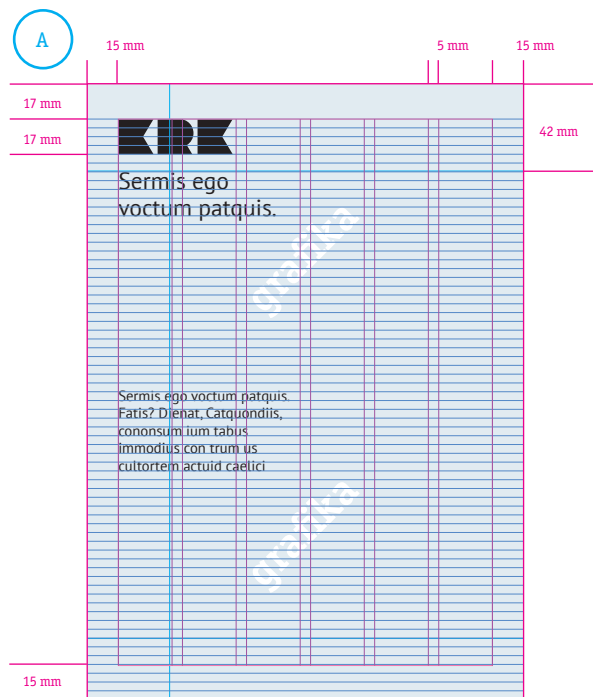 A
15 mm
5 mm
15 mm
17 mm
17 mm
42 mm
KRK
Sermis ego
voctum patquis.
grafika
Sermis ego voctum patquis.
Fatis? Dienat, Catquondiis,
cononsum ium tabus
immodius con trum us
cultortem actuid caelici
grafika
15 mm